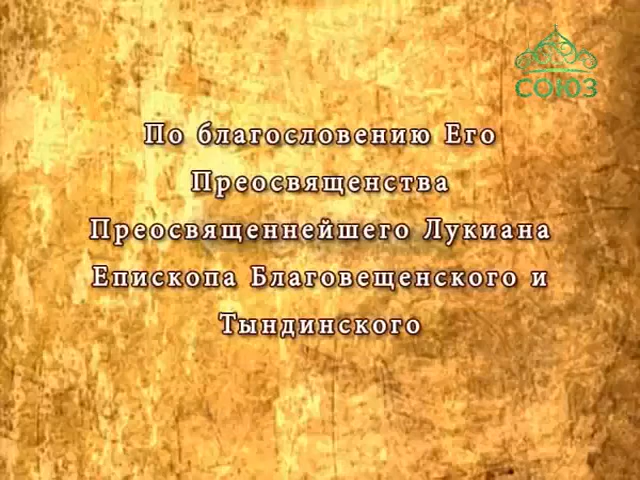 СОЮЗ
По благословению Его
Преосвященства
Преосвященнейшего Лукиана
Епископа Благовещенского и
Тындинского